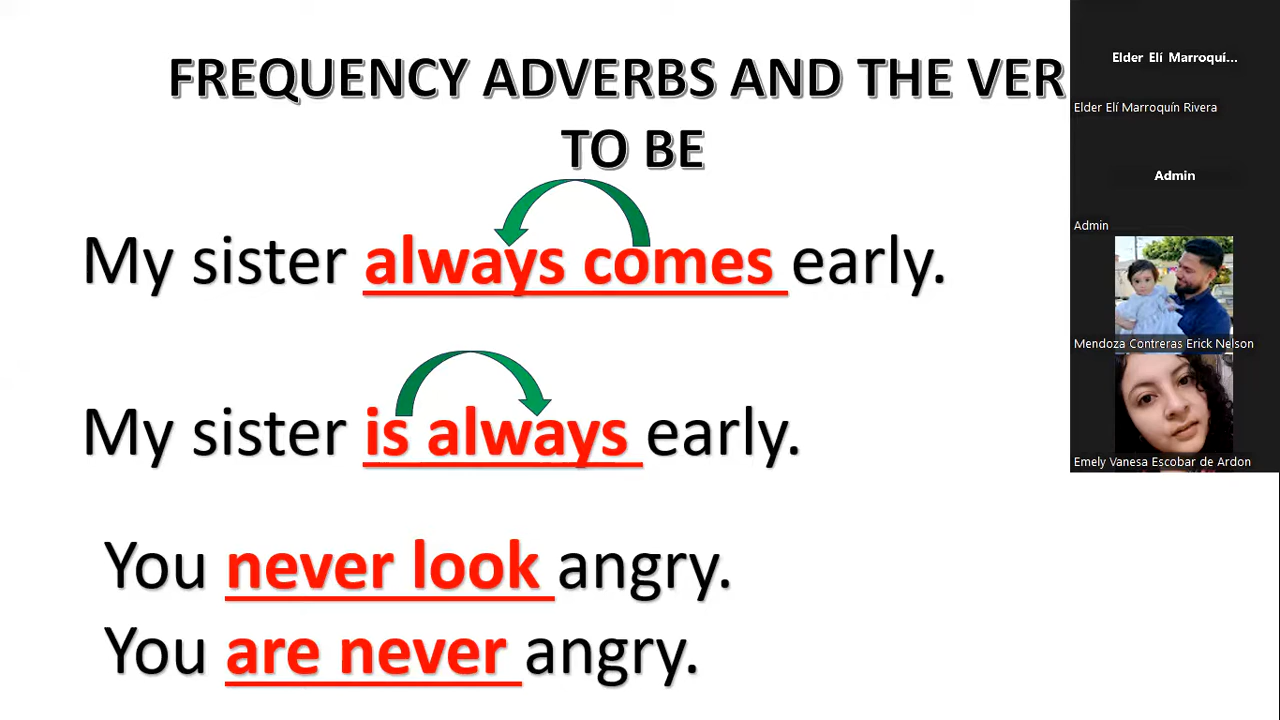 FREQUENCY ADVERBS AND THE VER
TO BE
My sister always comes early.
My sister is always early.
You never look angry.
You are never angry.
Elder Elí Marroquí...
Elder Elí Marroquín Rivera
Admin
Admin
Mendoza Contreras Erick Nelson
Emely Vanesa Escobar de Ardon